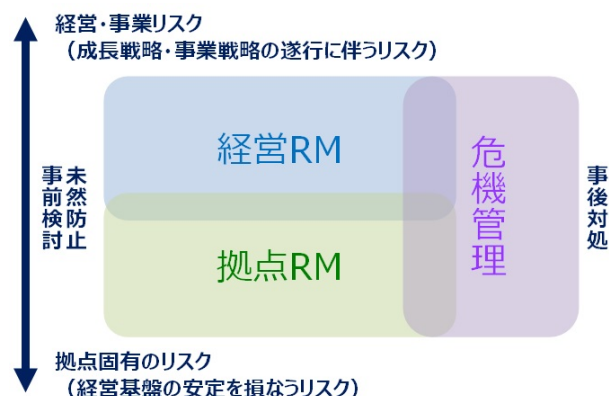 経営・事業リスク
（成長戦略・事業戦略の遂行に伴うリスク）
経営RM
危機管理
未然防止
事前検討
事後対処
拠点RM
拠点固有のリスク
（経営基盤の安定を損なうリスク）